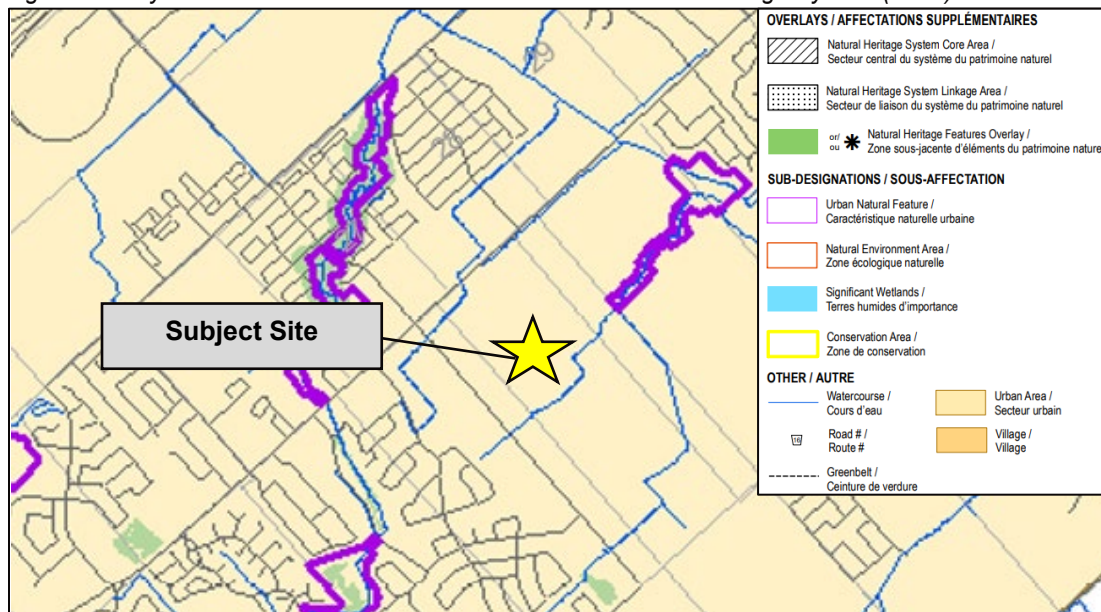 Subject Site
29
28
OVERLAYS / AFFECTATIONS SUPPLÉMENTAIRES
Natural Heritage System Core Area /
Secteur central du système du patrimoine naturel
Natural Heritage System Linkage Area /
Secteur de liaison du système du patrimoine naturel
or/ Natural Heritage Features Overlay /
ou Zone sous-jacente d'éléments du patrimoine nature
SUB-DESIGNATIONS / SOUS-AFFECTATION
Urban Natural Feature /
Caractéristique naturelle urbaine
Natural Environment Area /
Zone écologique naturelle
Significant Wetlands /
Terres humides d'importance
Conservation Area /
Zone de conservation
OTHER / AUTRE
Watercourse /
Cours d'eau
Urban Area /
Secteur urbain
16
Road # /
Route #
Village /
Village
Greenbelt /
Ceinture de verdure